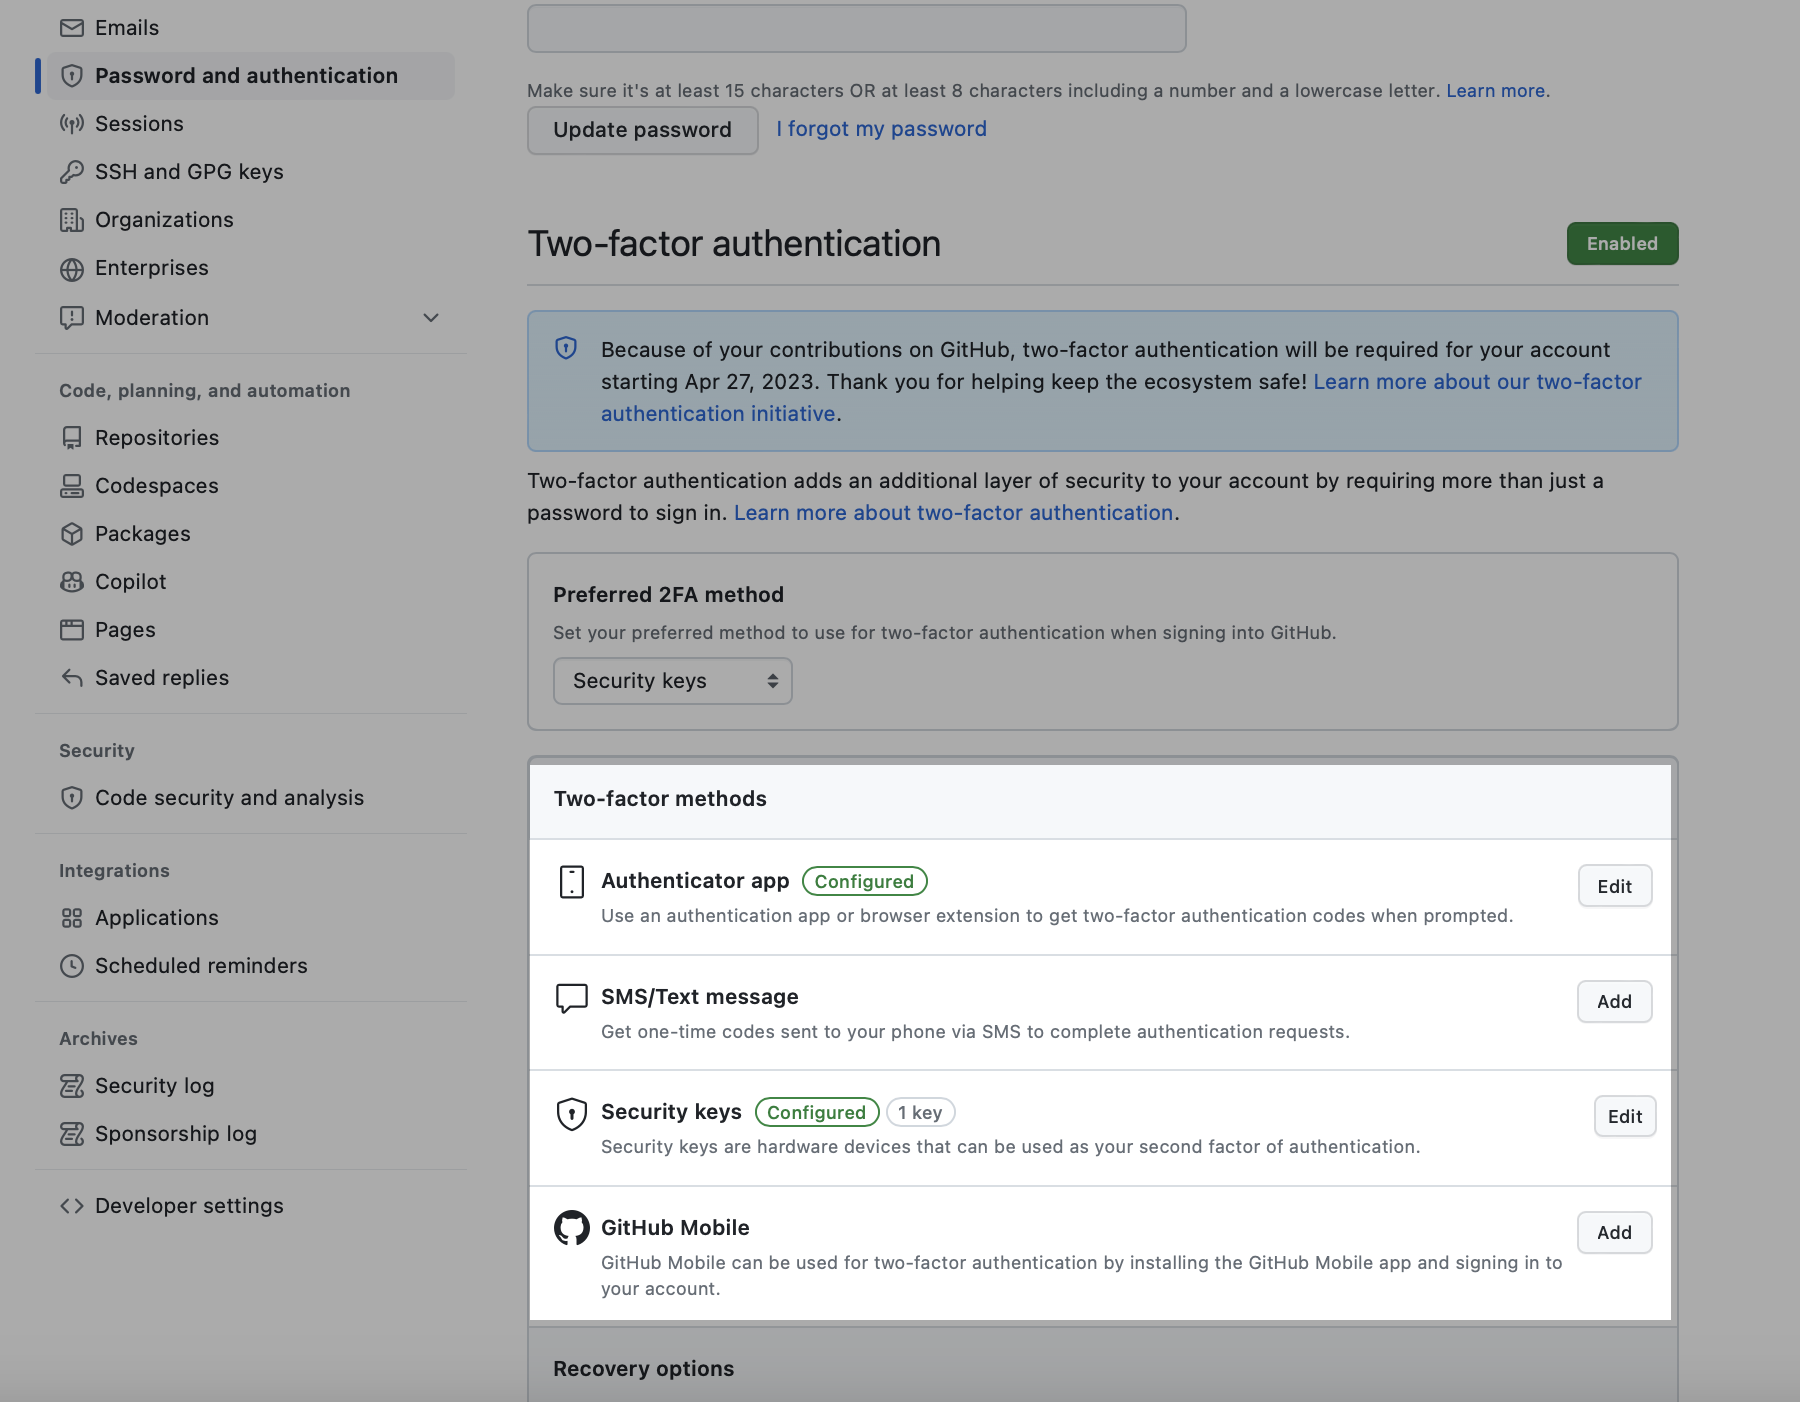 Emails
Password and authentication
Sessions
SSH and GPG keys
Organizations
Enterprises
Moderation
Code, planning, and automation
Repositories
Codespaces
Packages
Copilot
Pages
Saved replies
Security
Code security and analysis
Integrations
Applications
Scheduled reminders
Archives
Security log
Sponsorship log
Developer settings
Make sure it's at least 15 characters OR at least 8 characters including a number and a lowercase letter. Learn more.
Update password
I forgot my password
Two-factor authentication
Enabled
Because of your contributions on GitHub, two-factor authentication will be required for your account
starting Apr 27, 2023. Thank you for helping keep the ecosystem safe! Learn more about our two-factor
authentication initiative.
Two-factor authentication adds an additional layer of security to your account by requiring more than just a
password to sign in. Learn more about two-factor authentication.
Preferred 2FA method
Set your preferred method to use for two-factor authentication when signing into GitHub.
Security keys
Two-factor methods
Authenticator app Configured
Edit
Use an authentication app or browser extension to get two-factor authentication codes when prompted.
SMS/Text message
Add
Get one-time codes sent to your phone via SMS to complete authentication requests.
Security keys Configured 1 key
Edit
Security keys are hardware devices that can be used as your second factor of authentication.
GitHub Mobile
Add
GitHub Mobile can be used for two-factor authentication by installing the GitHub Mobile app and signing in to
your account.
Recovery options